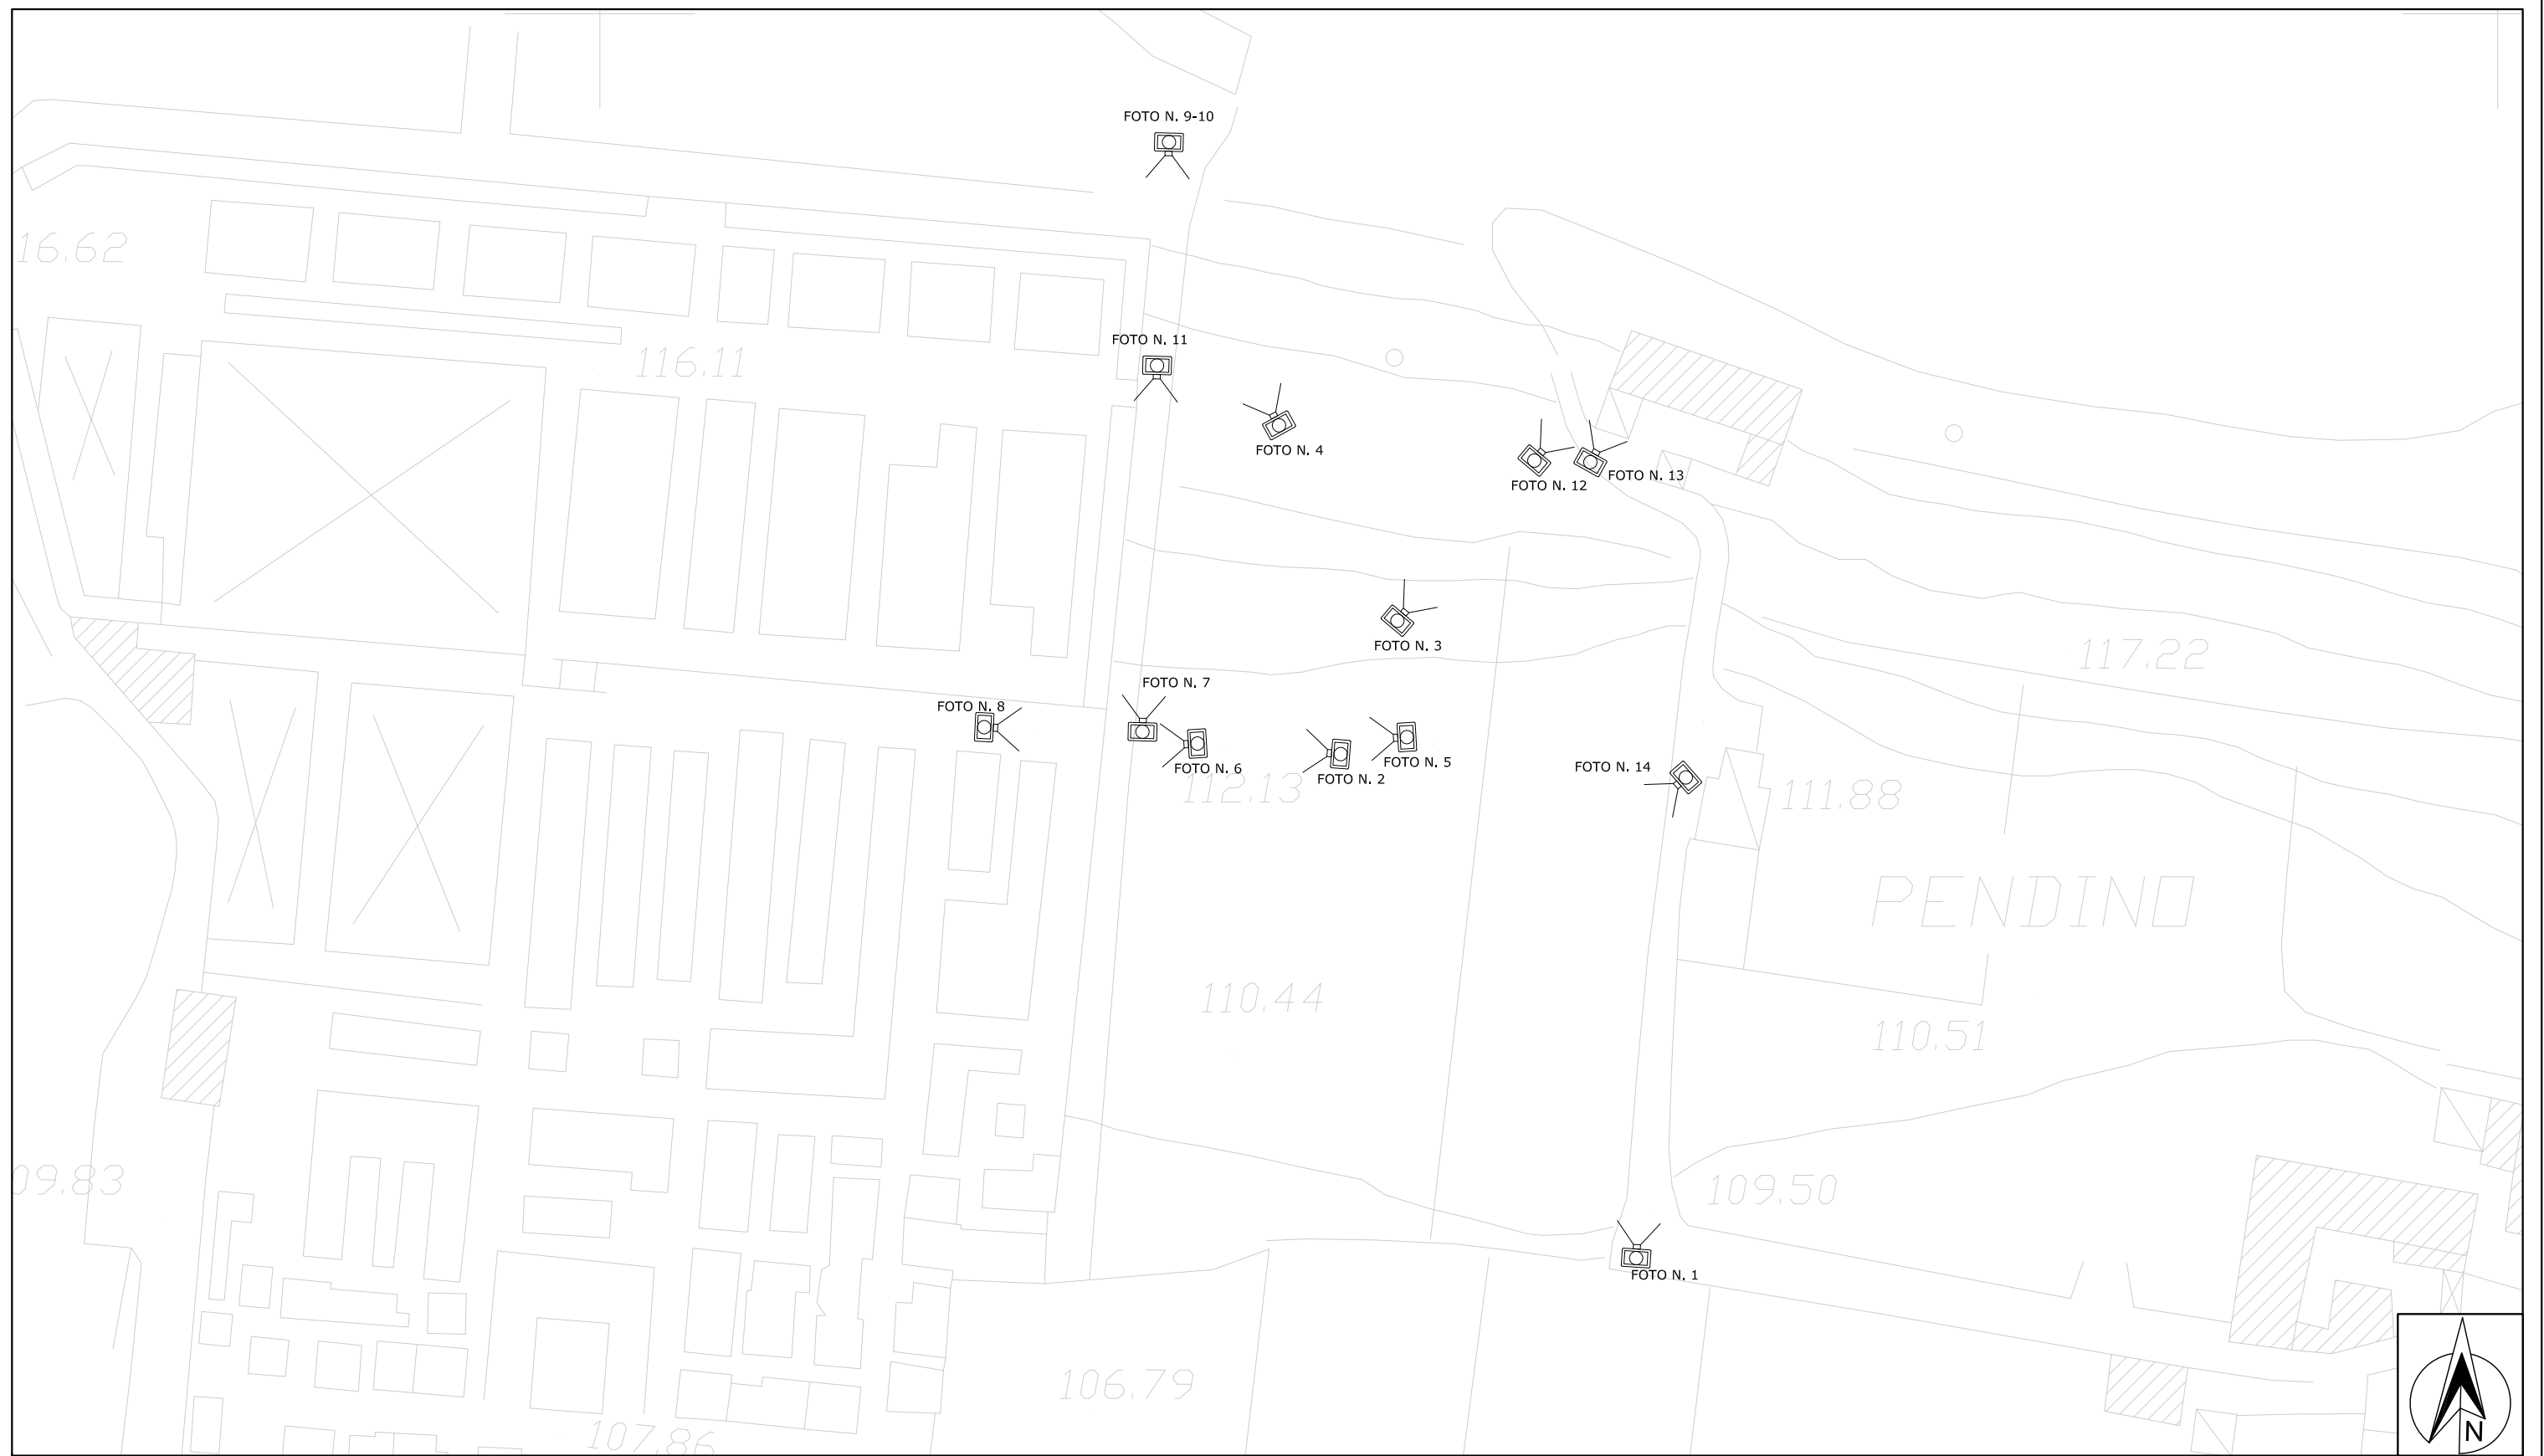 FOTO N. 9-10
16.62
FOTO N. 11
116.11
FOTO N. 4
FOTO N. 13
FOTO N. 12
FOTO N. 3
117.22
FOTO N. 7
FOTO N. 8
FOTO N. 6
FOTO N. 5
FOTO N. 14
FOTO N. 2
112.13
111.88
PENDINO
110.44
110.51
09.83
109.50
FOTO N. 1
106.79
107.86
N